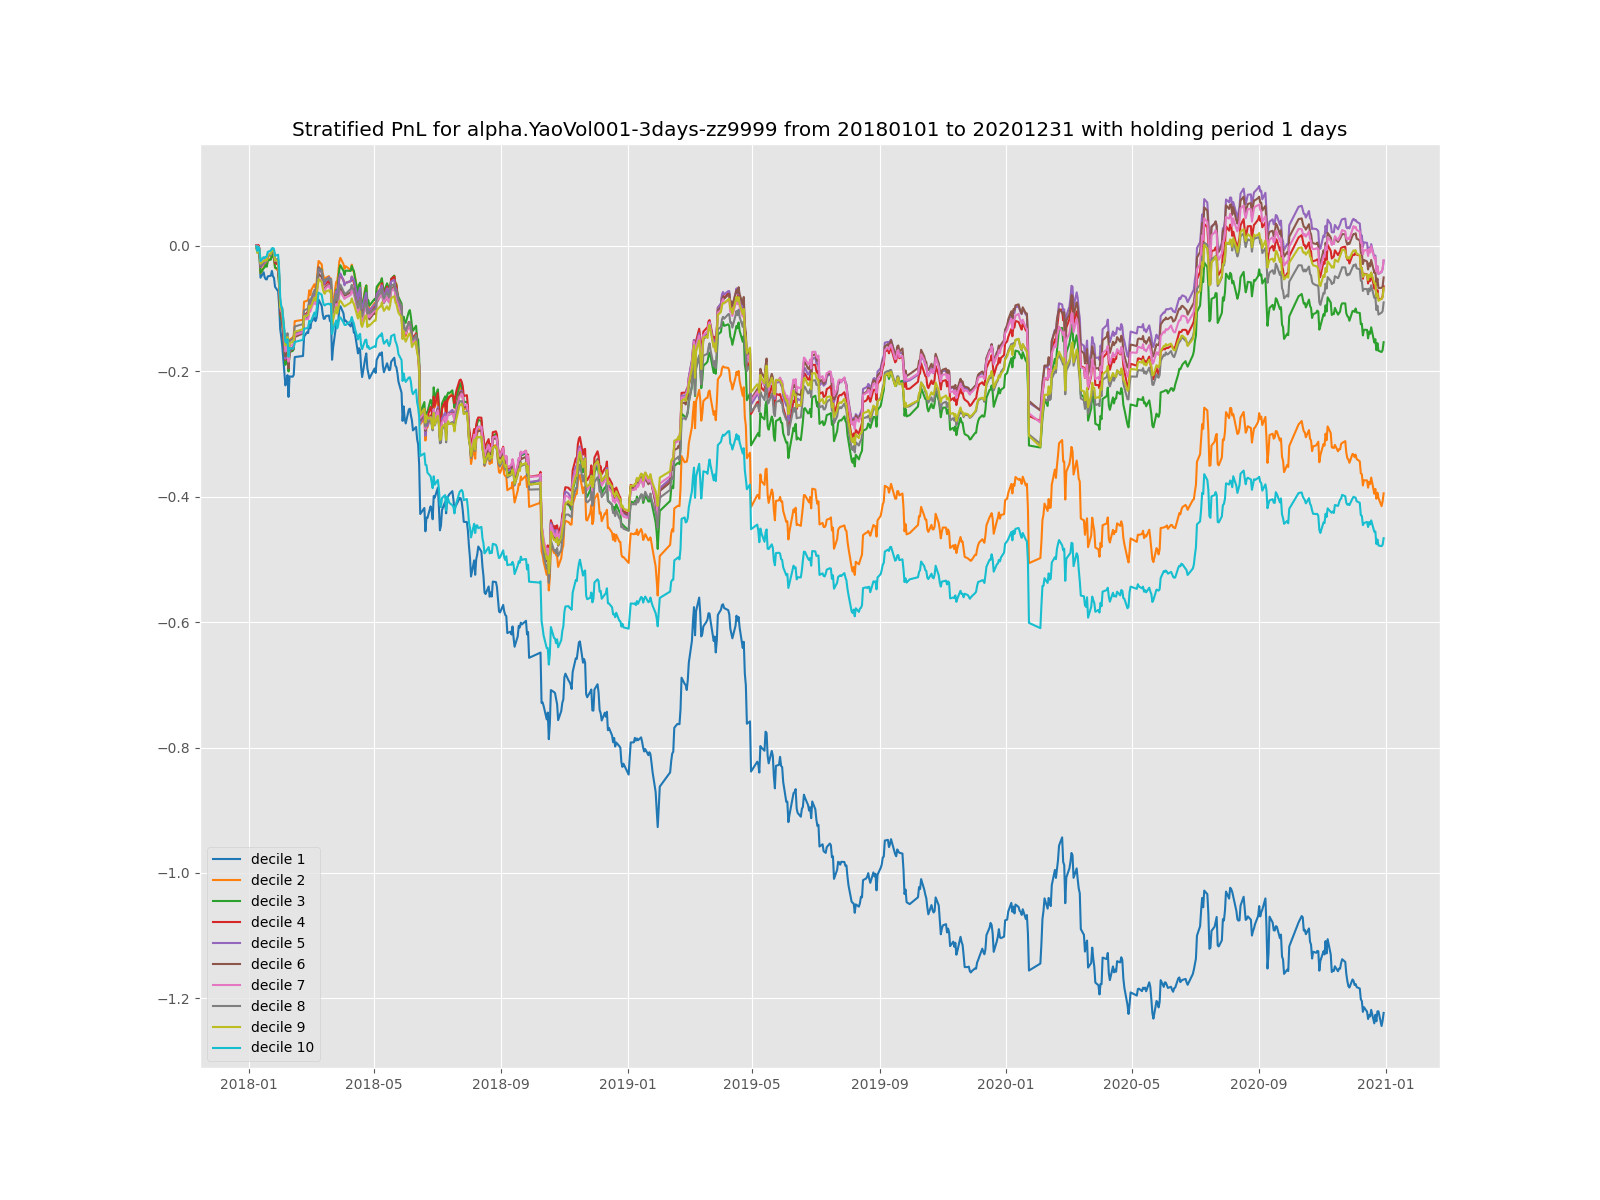 Stratified PnL for alpha.YaoVol001-3days-zz9999 from 20180101 to 20201231 with holding period 1 days
0.0
−0.2
−0.4
−0.6
−0.8
−1.0
−1.2
decile 1
decile 2
decile 3
decile 4
decile 5
decile 6
decile 7
decile 8
decile 9
decile 10
2018-01 2018-05 2018-09 2019-01 2019-05 2019-09 2020-01 2020-05 2020-09 2021-01